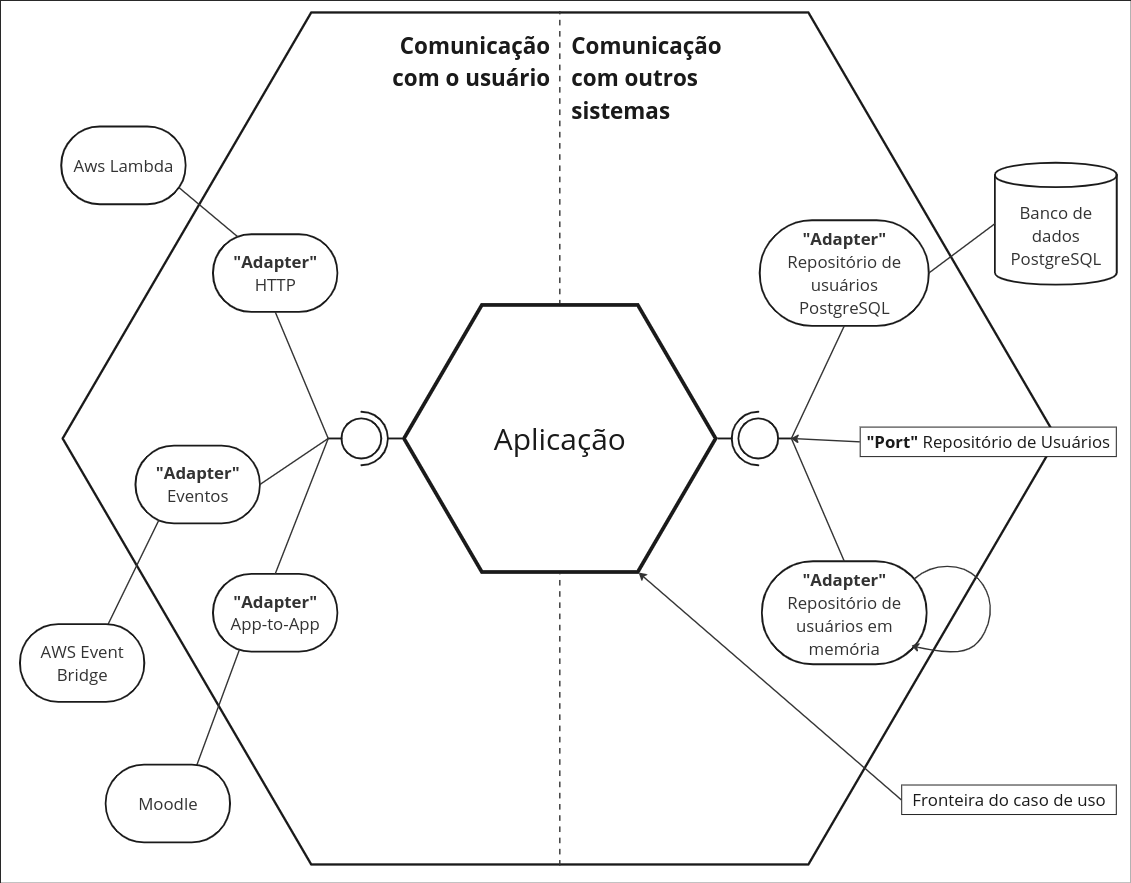 Comunicação
com o usuário
Comunicação
com outros
sistemas
Aws Lambda
"Adapter"
HTTP
"Adapter"
Repositório de
usuários
PostgreSQL
Banco de
dados
PostgreSQL
Aplicação
"Port" Repositório de Usuários
"Adapter"
Eventos
"Adapter"
App-to-App
"Adapter"
Repositório de
usuários em
memória
AWS Event
Bridge
Moodle
Fronteira do caso de uso